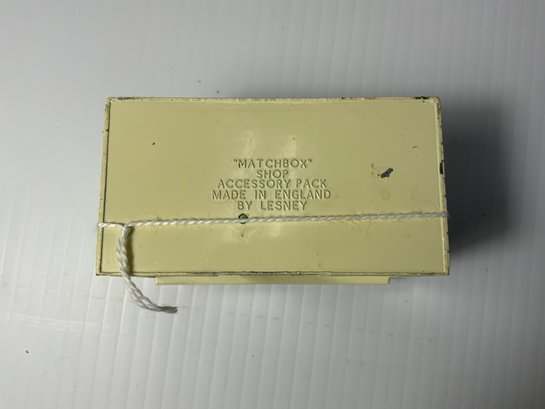 "MATCHBOX"
SHOP
ACCESSORY PACK
MADE IN ENGLAND
BY LESNEY